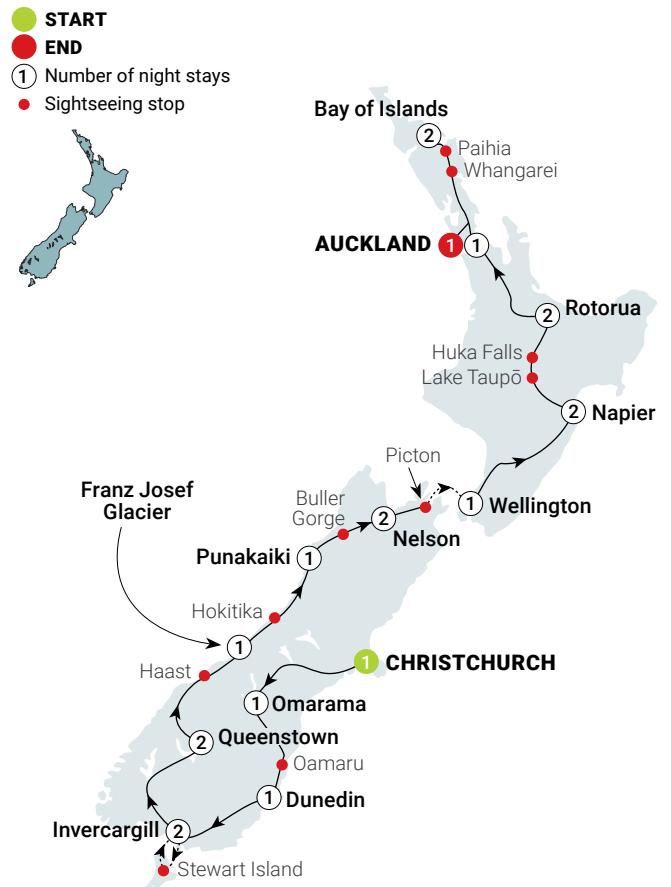 START
END
1 Number of night stays
Sightseeing stop
Bay of Islands
2
Paihia
Whangarei
AUCKLAND 1 1
2 Rotorua
Huka Falls
Lake Taupō
2 Napier
Picton
1 Wellington
Franz Josef
Glacier
Buller
Gorge
2
Nelson
Punakaiki 1
Hokitika
1
Haast
1 CHRISTCHURCH
1 Omarama
2 Queenstown
Oamaru
1 Dunedin
Invercargill 2
Stewart Island